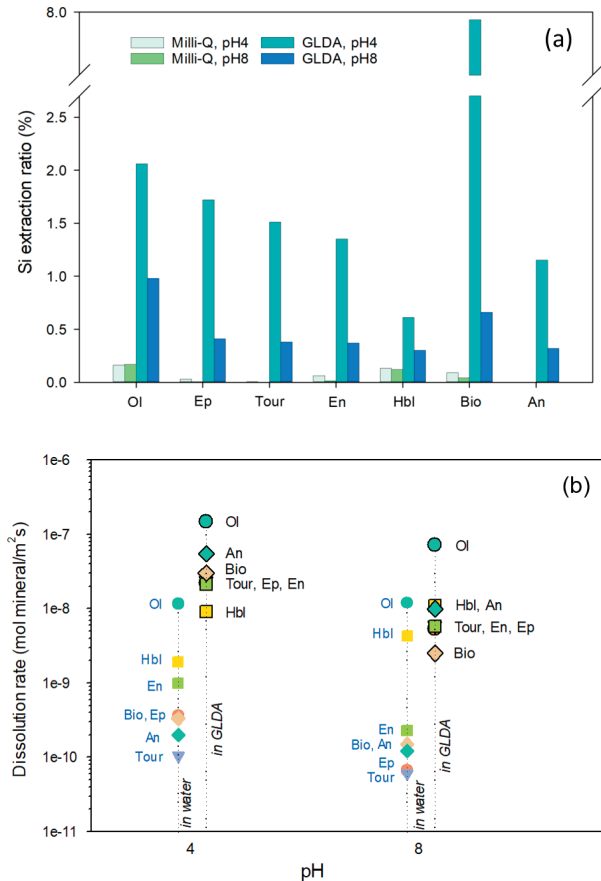 (a)
Milli-Q, pH4
GLDA, pH4
Milli-Q, pH8
GLDA, pH8
Si extraction ratio (%)
8.0
2.5
2.0
1.5
1.0
0.5
0.0
Ol Ep Tour En Hbl Bio An
(b)
Dissolution rate (mol mineral/m²s)
1e-6
1e-7
1e-8
1e-9
1e-10
1e-11
Ol
An
Bio
Tour, Ep, En
Hbl
Ol
Hbl
En
Bio, Ep
An
Tour
in water
in GLDA
Ol
Hbl, An
Tour, En, Ep
Bio
Ol
Hbl
En
Bio, An
Ep
Tour
in water
in GLDA
4 8
pH